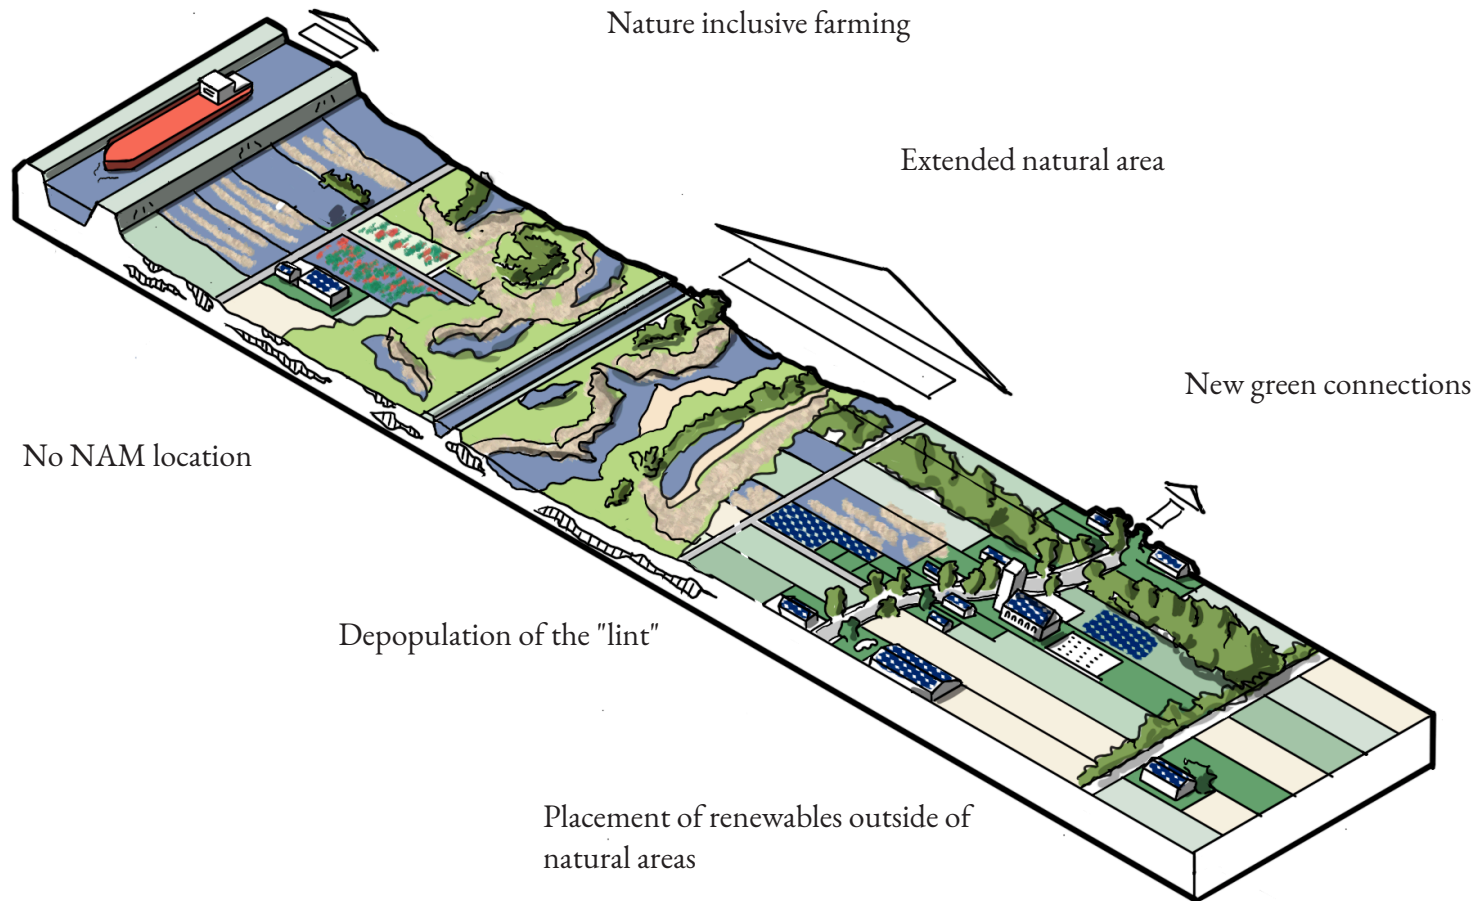 Nature inclusive farming
Extended natural area
New green connections
No NAM location
Depopulation of the "lint"
Placement of renewables outside of
natural areas